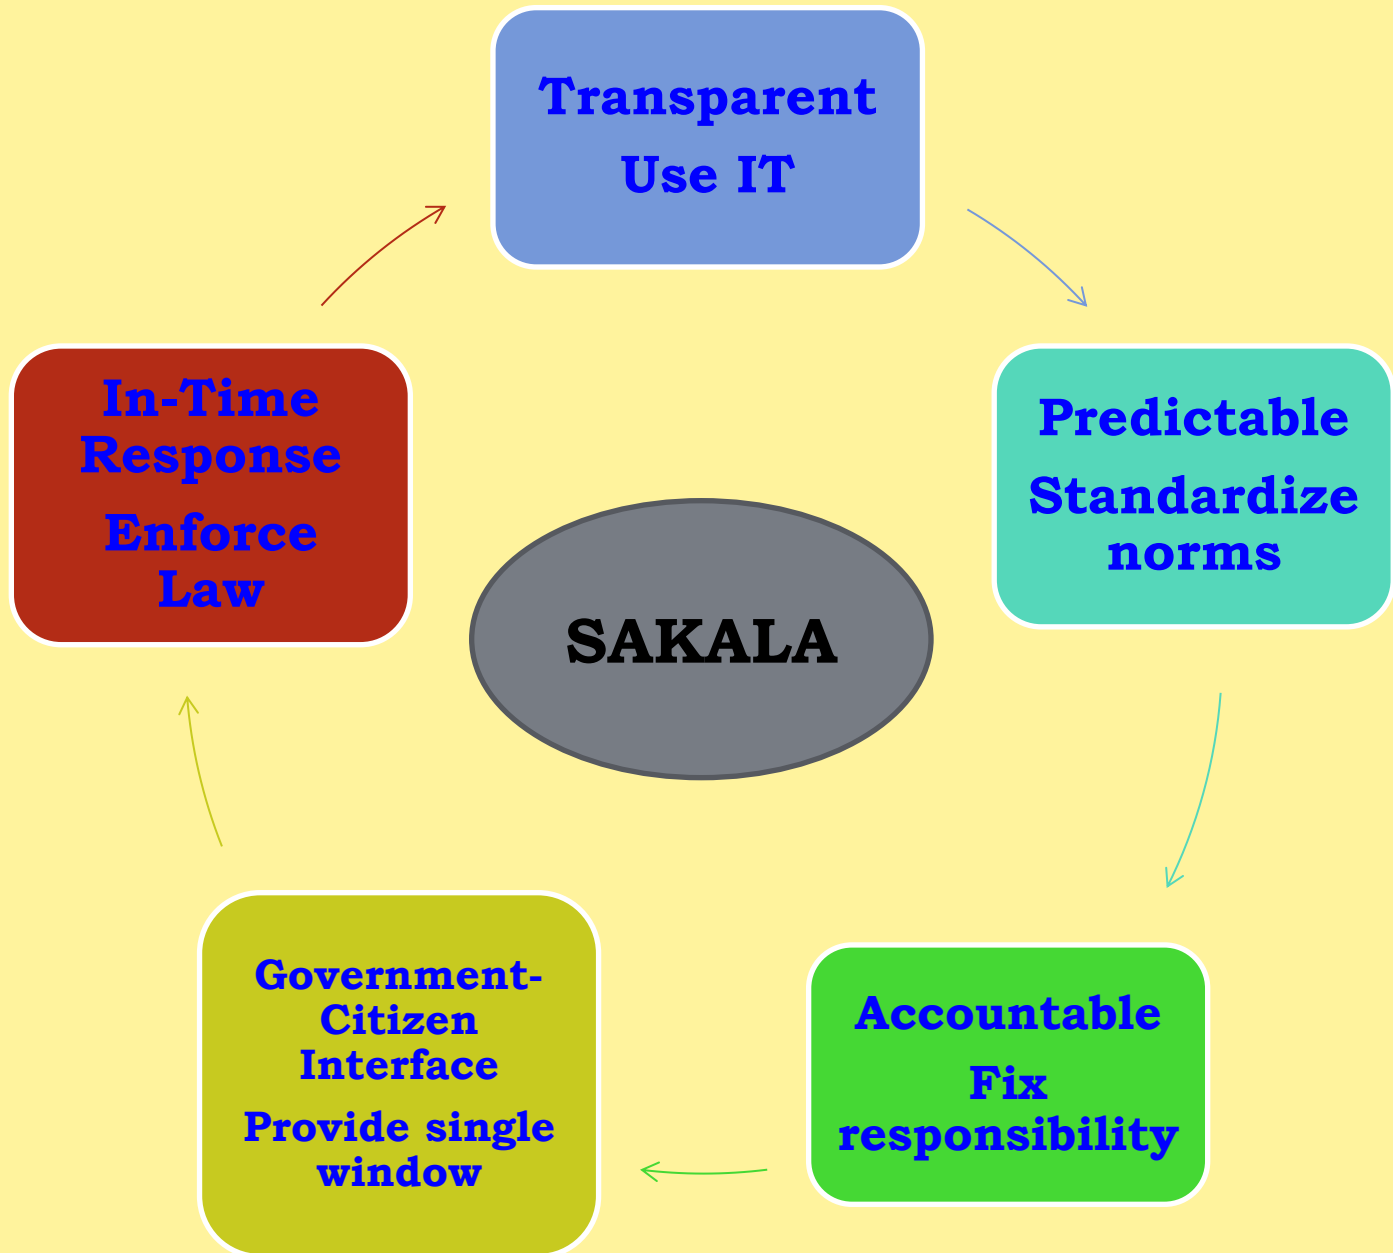 Transparent
Use IT
Predictable
Standardize
norms
Accountable
Fix
responsibility
Government-
Citizen
Interface
Provide single
window
In-Time
Response
Enforce
Law
SAKALA